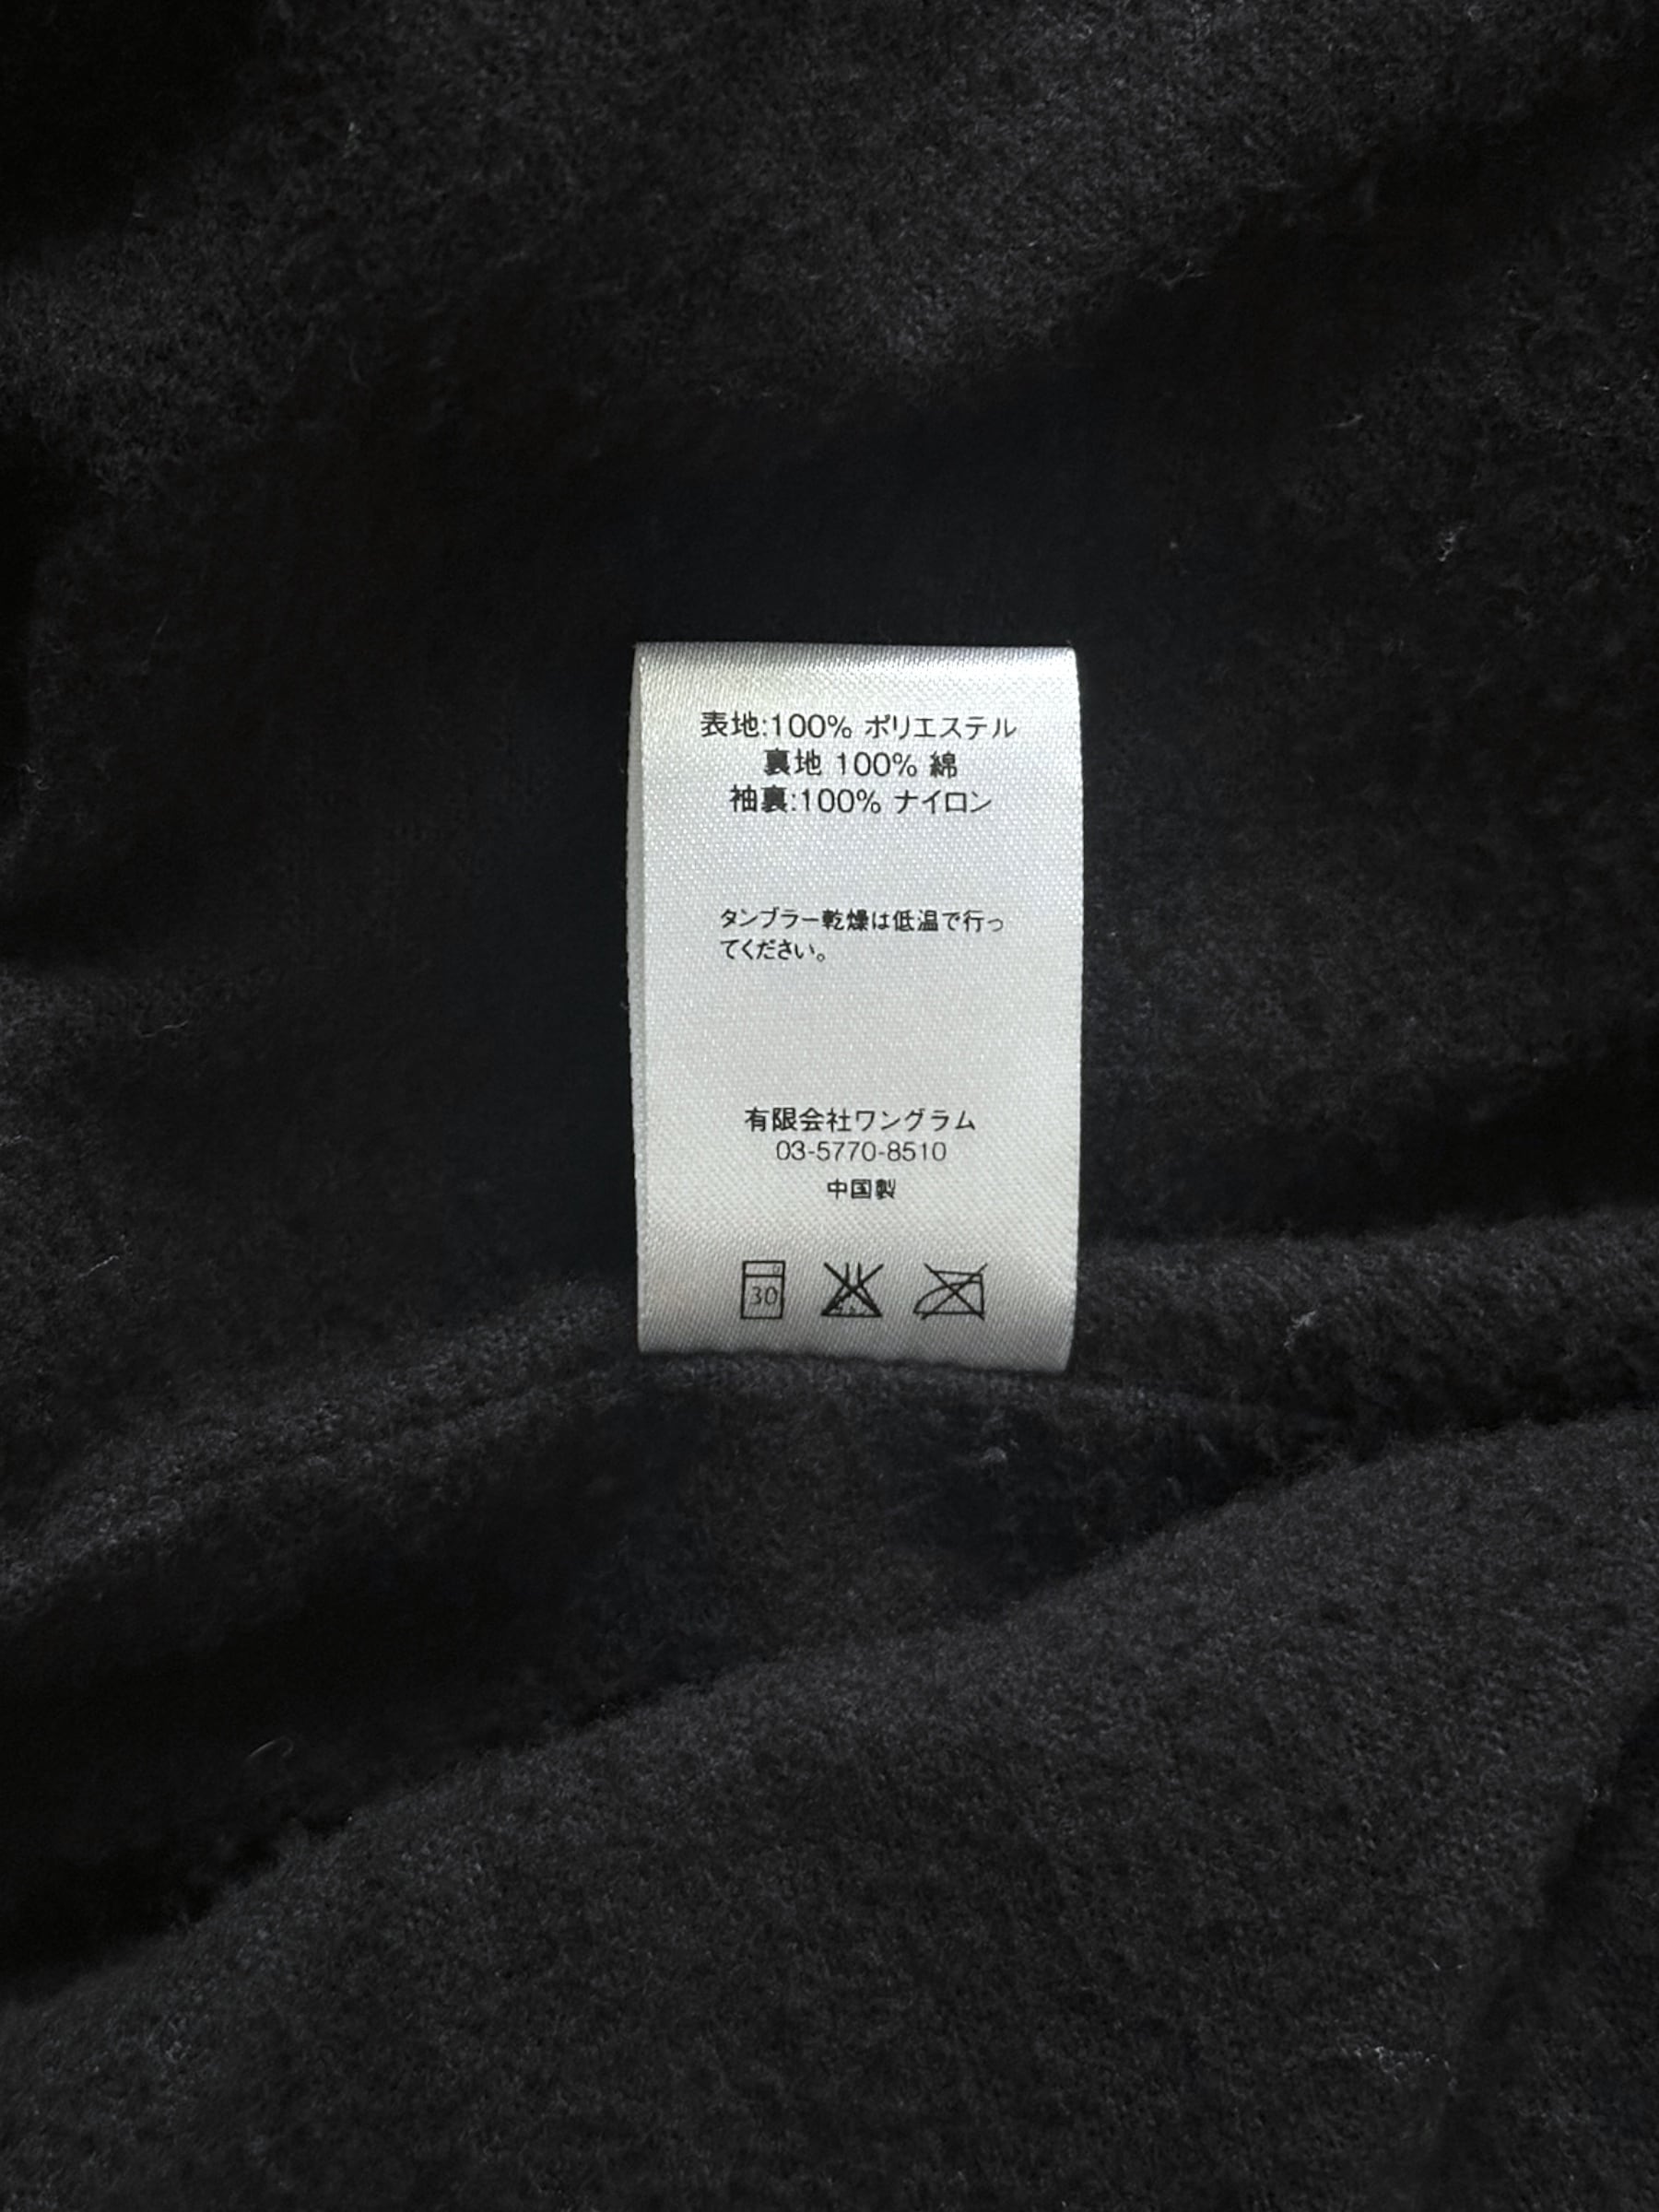 表地:100% ポリエステル
裏地 100% 綿
袖裏:100% ナイロン
タンブラー乾燥は低温で行っ
てください。
有限会社ワングラム
03-5770-8510
中国製
30